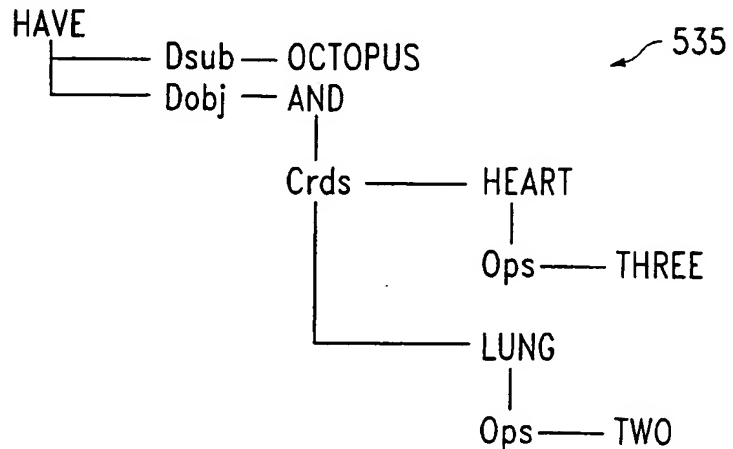 HAVE
535
Dsub OCTOPUS
Dobj AND
Crds HEART
Ops THREE
LUNG
Ops TWO